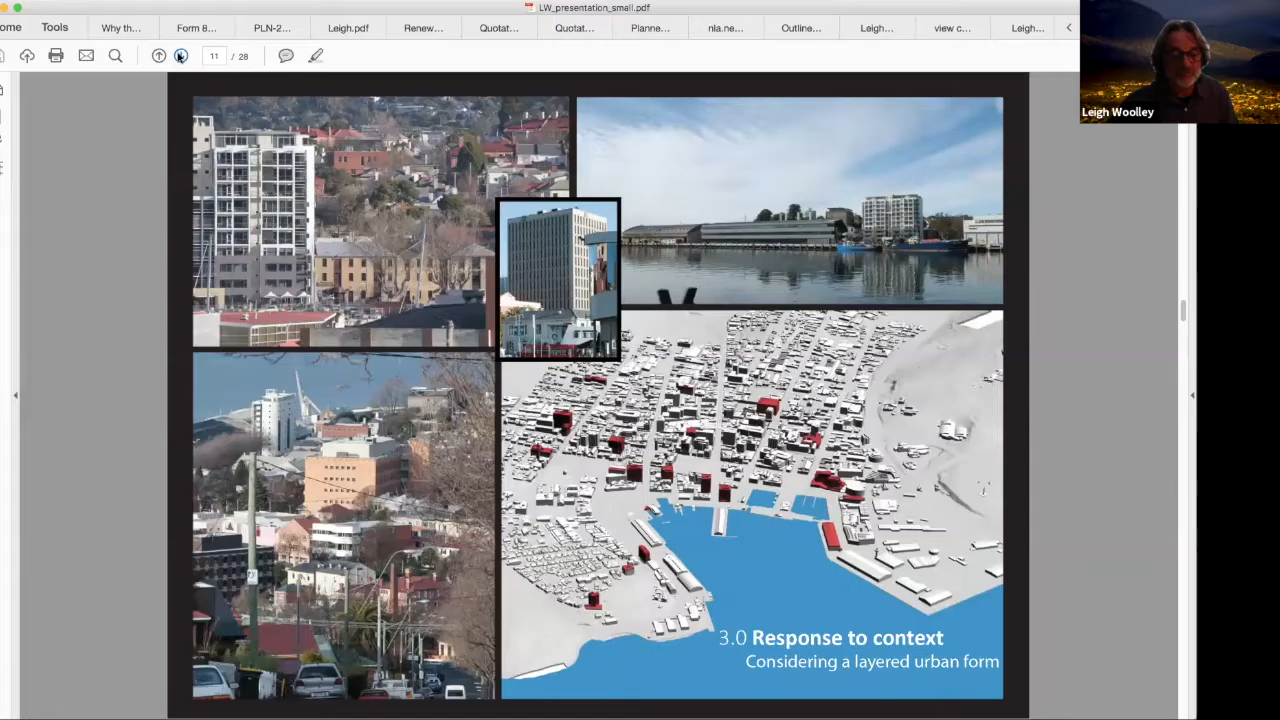 LW_presentation_small.pdf
ome
Tools
Why th...
Form 8...
PLN-2...
Leigh.pdf
Renew...
Quotat...
Quotat...
Planne...
nla.ne...
Outline...
Leigh...
view c...
Leigh...
11 / 28
Leigh Woolley
3.0 Response to context
Considering a layered urban form